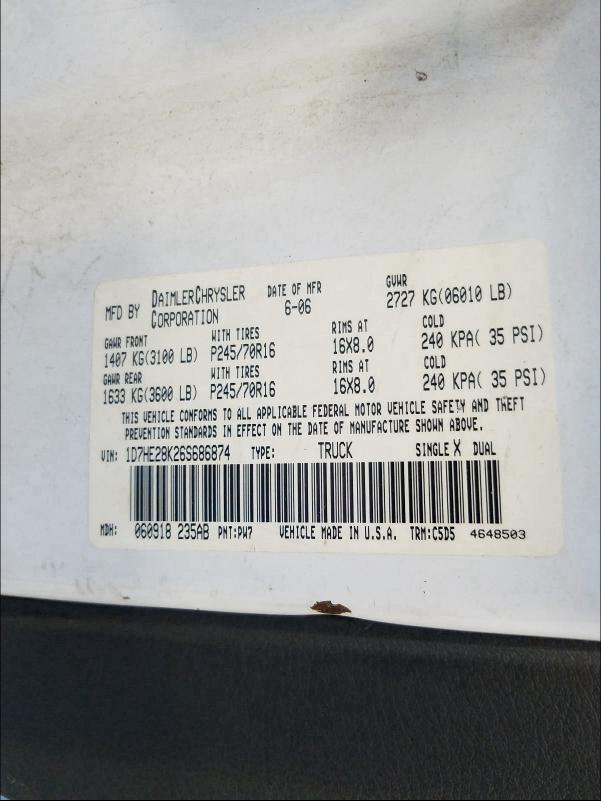 MFD BY DAIMLERCHRYSLER CORPORATION DATE OF MFR 6-06 GVWR 2727 KG(06010 LB)
GAWR FRONT WITH TIRES RIMS AT COLD
1407 KG(3100 LB) P245/70R16 16X8.0 240 KPA( 35 PSI)
GAWR REAR WITH TIRES RIMS AT COLD
1633 KG(3600 LB) P245/70R16 16X8.0 240 KPA( 35 PSI)
THIS VEHICLE CONFORMS TO ALL APPLICABLE FEDERAL MOTOR VEHICLE SAFETY AND THEFT
PREVENTION STANDARDS IN EFFECT ON THE DATE OF MANUFACTURE SHOWN ABOVE.
VIN: 1D7HE28K26S686874 TYPE: TRUCK SINGLE X DUAL
MDH: 060918 235AB PNT:PW7 VEHICLE MADE IN U.S.A. TRM:C5D5 4648503